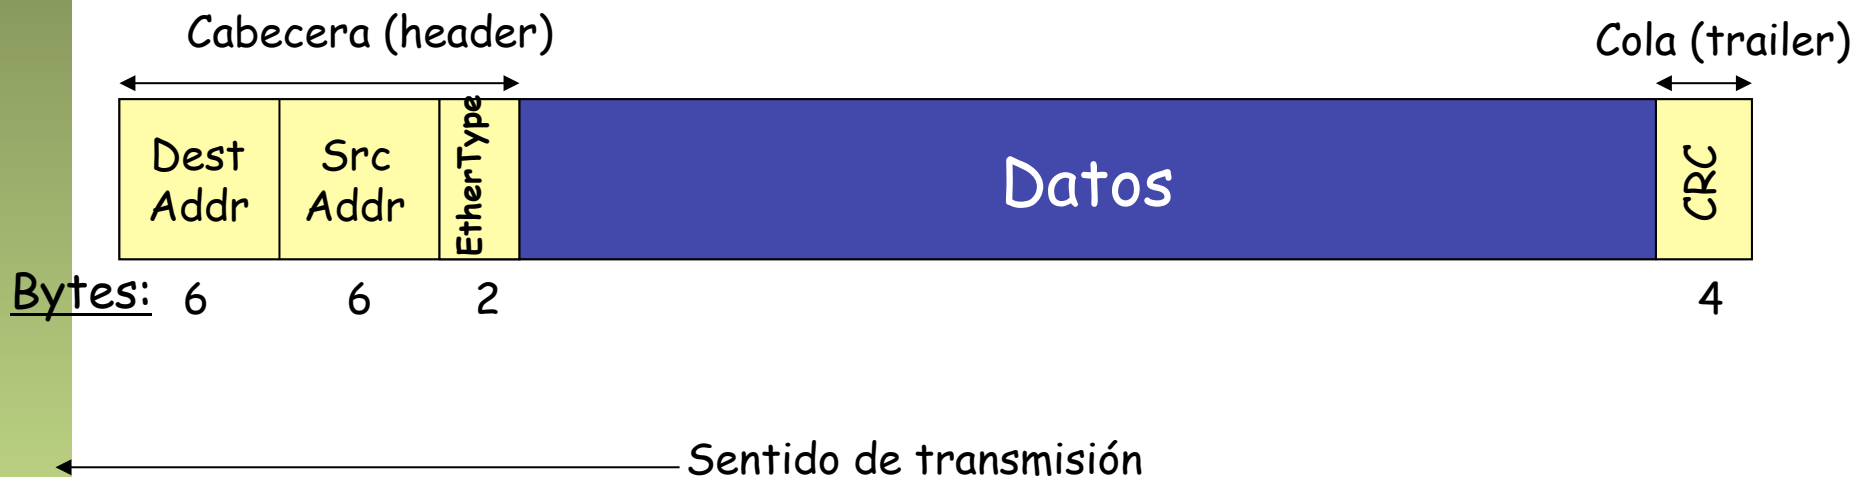 Cabecera (header)
Cola (trailer)
Dest
Addr
Src
Addr
EtherType
Datos
CRC
Bytes: 6 6 2 4
Sentido de transmisión